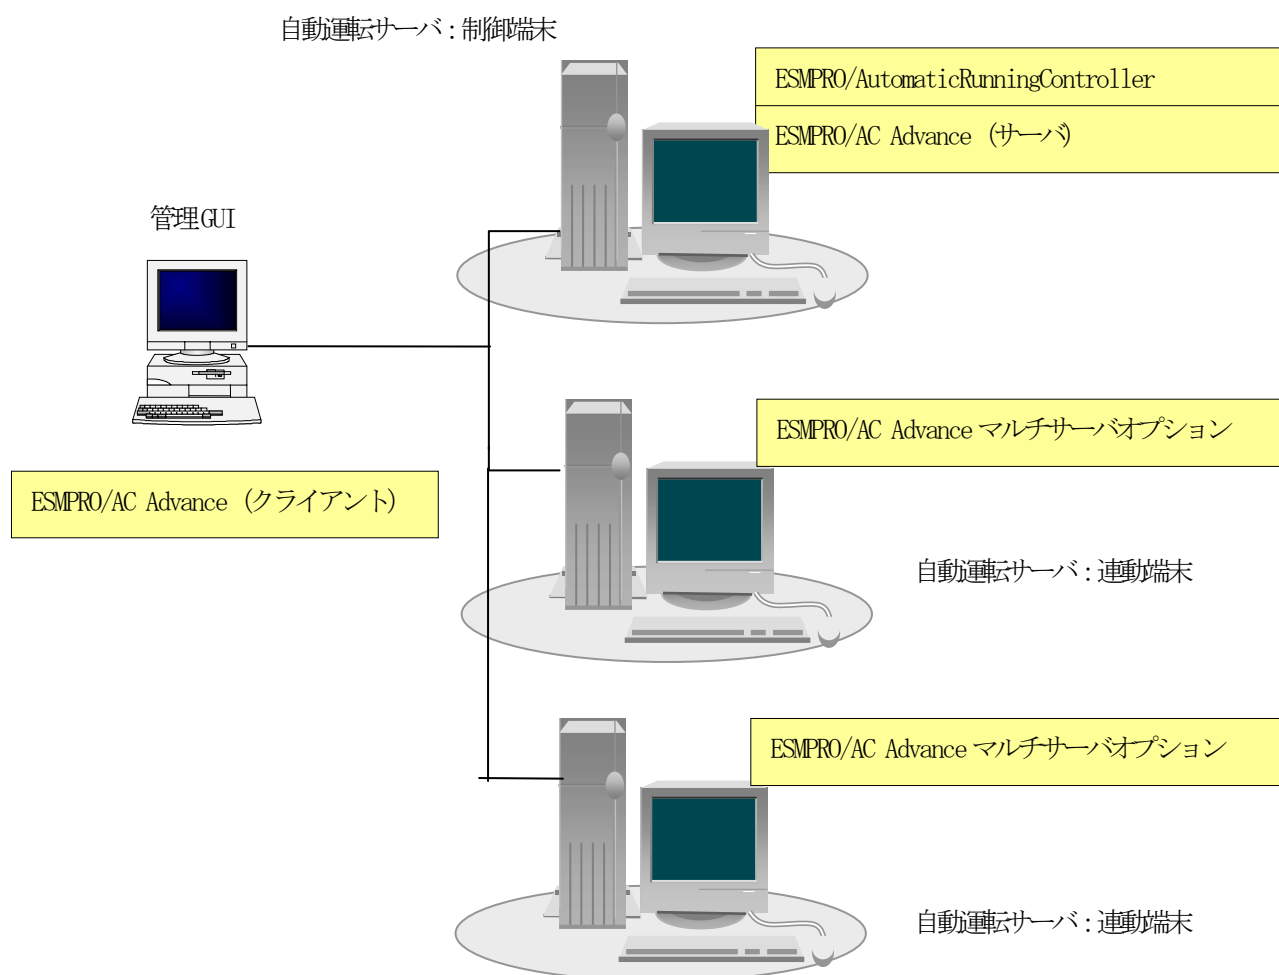 自動運転サーバ：制御端末
ESMPRO/AutomaticRunningController
ESMPRO/AC Advance（サーバ）
管理GUI
ESMPRO/AC Advance マルチサーバオプション
ESMPRO/AC Advance（クライアント）
自動運転サーバ：連動端末
ESMPRO/AC Advance マルチサーバオプション
自動運転サーバ：連動端末